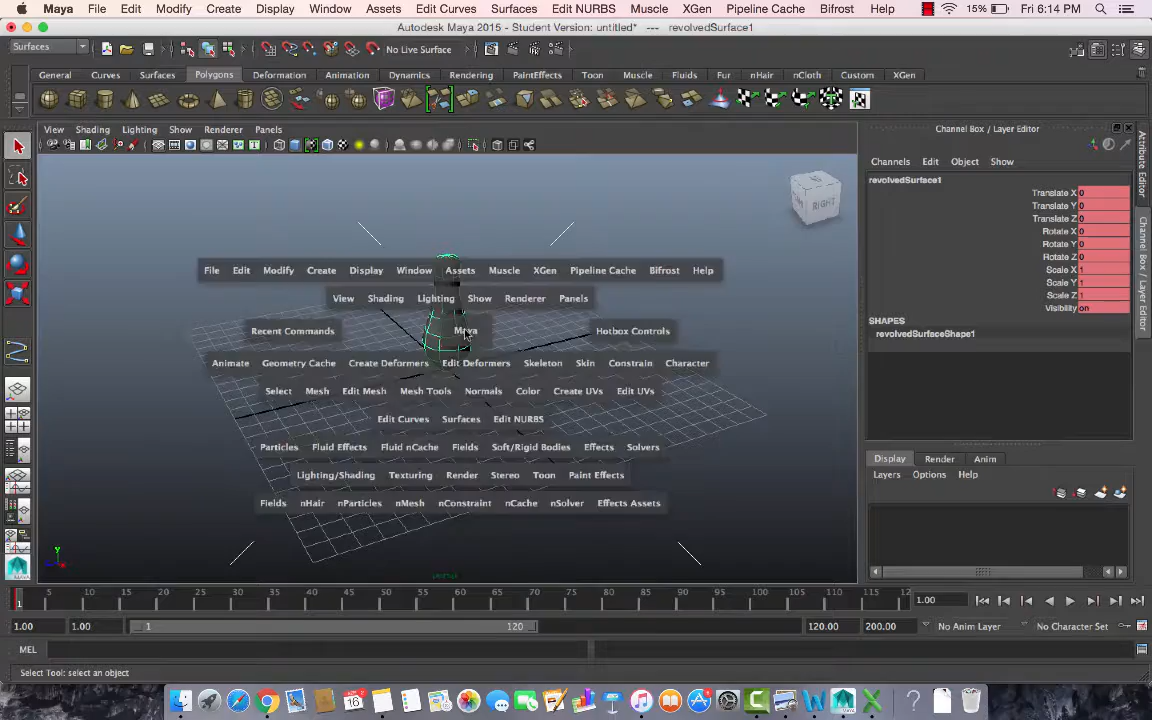 Maya File Edit Modify Create Display Window Assets Edit Curves Surfaces Edit NURBS Muscle XGen Pipeline Cache Bifrost Help 15% Fri 6:14 PM
Autodesk Maya 2015 - Student Version: untitled* --- revolvedSurface1
Surfaces No Live Surface
General Curves Surfaces Polygons Deformation Animation Dynamics Rendering PaintEffects Toon Muscle Fluids Fur nHair nCloth Custom XGen
View Shading Lighting Show Renderer Panels
Channel Box / Layer Editor
Channels Edit Object Show
revolvedSurface1
Translate X 0
Translate Y 0
Translate Z 0
Rotate X 0
Rotate Y 0
Rotate Z 0
Scale X 1
Scale Y 1
Scale Z 1
Visibility on
SHAPES
revolvedSurfaceShape1
Attribute Editor
Channel Box / Layer Editor
RIGHT
File Edit Modify Create Display Window Assets Muscle XGen Pipeline Cache Bifrost Help
View Shading Lighting Show Renderer Panels
Recent Commands Maya Hotbox Controls
Animate Geometry Cache Create Deformers Edit Deformers Skeleton Skin Constrain Character
Select Mesh Edit Mesh Mesh Tools Normals Color Create UVs Edit UVs
Edit Curves Surfaces Edit NURBS
Particles Fluid Effects Fluid nCache Fields Soft/Rigid Bodies Effects Solvers
Lighting/Shading Texturing Render Stereo Toon Paint Effects
Fields nHair nParticles nMesh nConstraint nCache nSolver Effects Assets
Display Render Anim
Layers Options Help
y
persp
5 10 15 20 25 30 35 40 45 50 55 60 65 70 75 80 85 90 95 100 105 110 115 12
1 1.00
1.00 1.00 1 120 120.00 200.00 No Anim Layer No Character Set
MEL
Select Tool: select an object